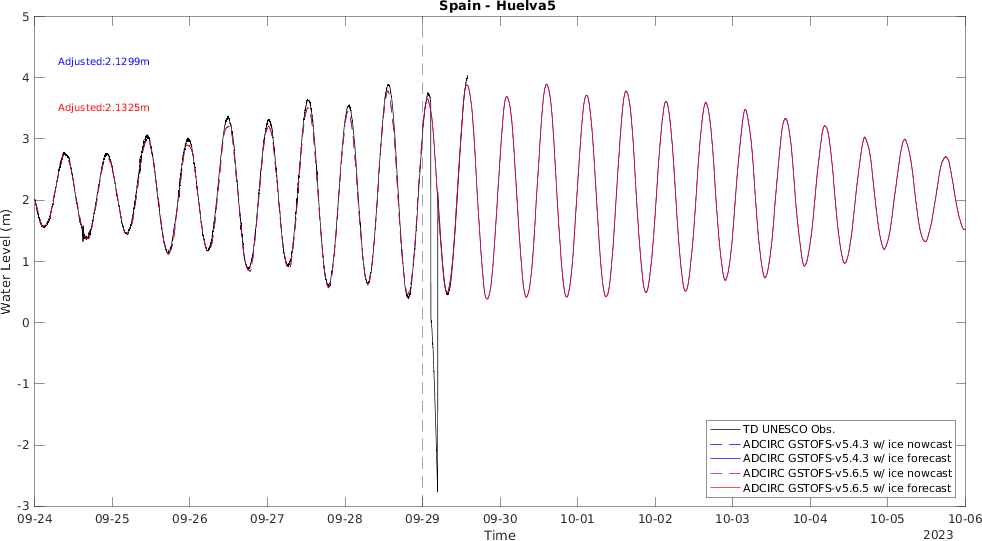 Spain - Huelva5
5
4
3
2
1
0
-1
-2
-3
Water Level (m)
Adjusted:2.1299m
Adjusted:2.1325m
TD UNESCO Obs.
ADCIRC GSTOFS-v5.4.3 w/ ice nowcast
ADCIRC GSTOFS-v5.4.3 w/ ice forecast
ADCIRC GSTOFS-v5.6.5 w/ ice nowcast
ADCIRC GSTOFS-v5.6.5 w/ ice forecast
09-24 09-25 09-26 09-27 09-28 09-29 09-30 10-01 10-02 10-03 10-04 10-05 10-06
Time
2023